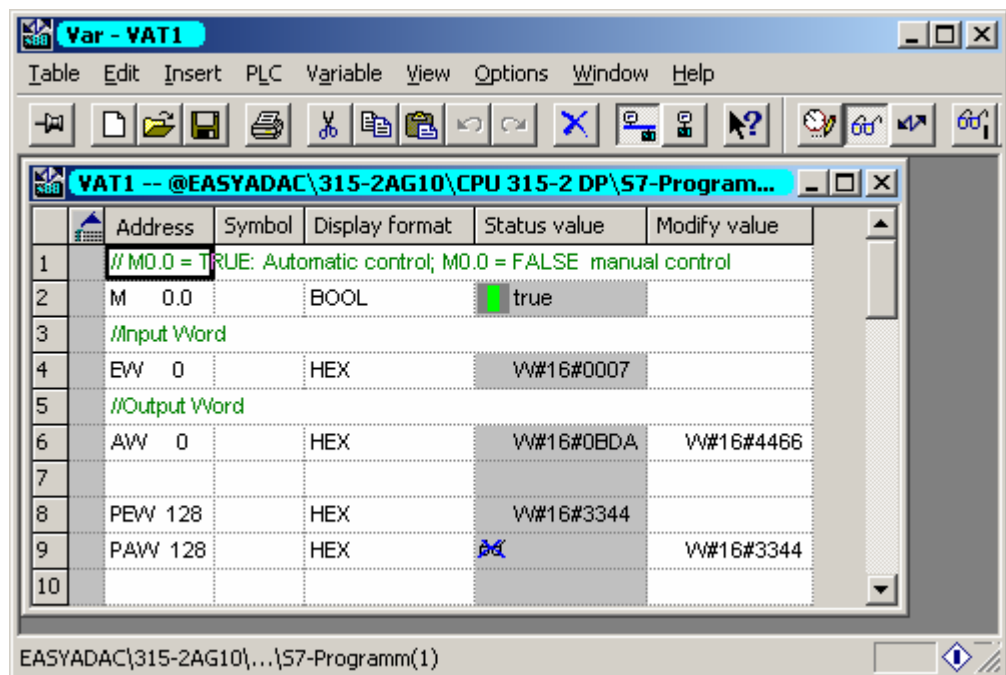 Var - VAT1
Table Edit Insert PLC Variable View Options Window Help
VAT1 -- @EASYADAC\315-2AG10\CPU 315-2 DP\S7-Program...
Address Symbol Display format Status value Modify value
1 // M0.0 = TRUE: Automatic control; M0.0 = FALSE manual control
2 M 0.0 BOOL true
3 //Input Word
4 EW 0 HEX W#16#0007
5 //Output Word
6 AW 0 HEX W#16#0BDA W#16#4466
7
8 PEW 128 HEX W#16#3344
9 PAW 128 HEX W#16#3344
10
EASYADAC\315-2AG10\...\S7-Programm(1)